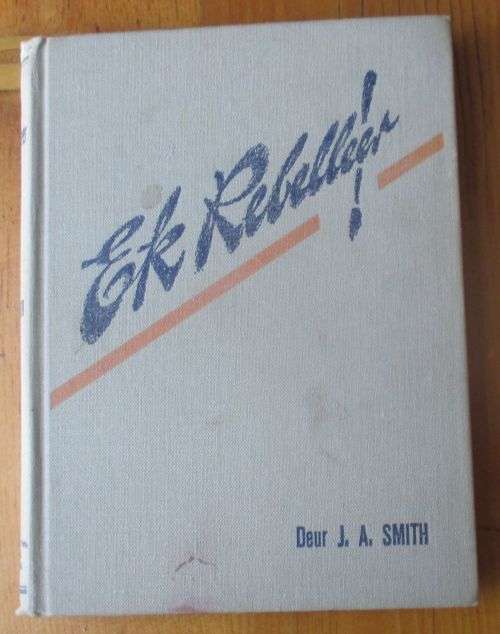 Ek Rebelleer!
Deur J. A. SMITH